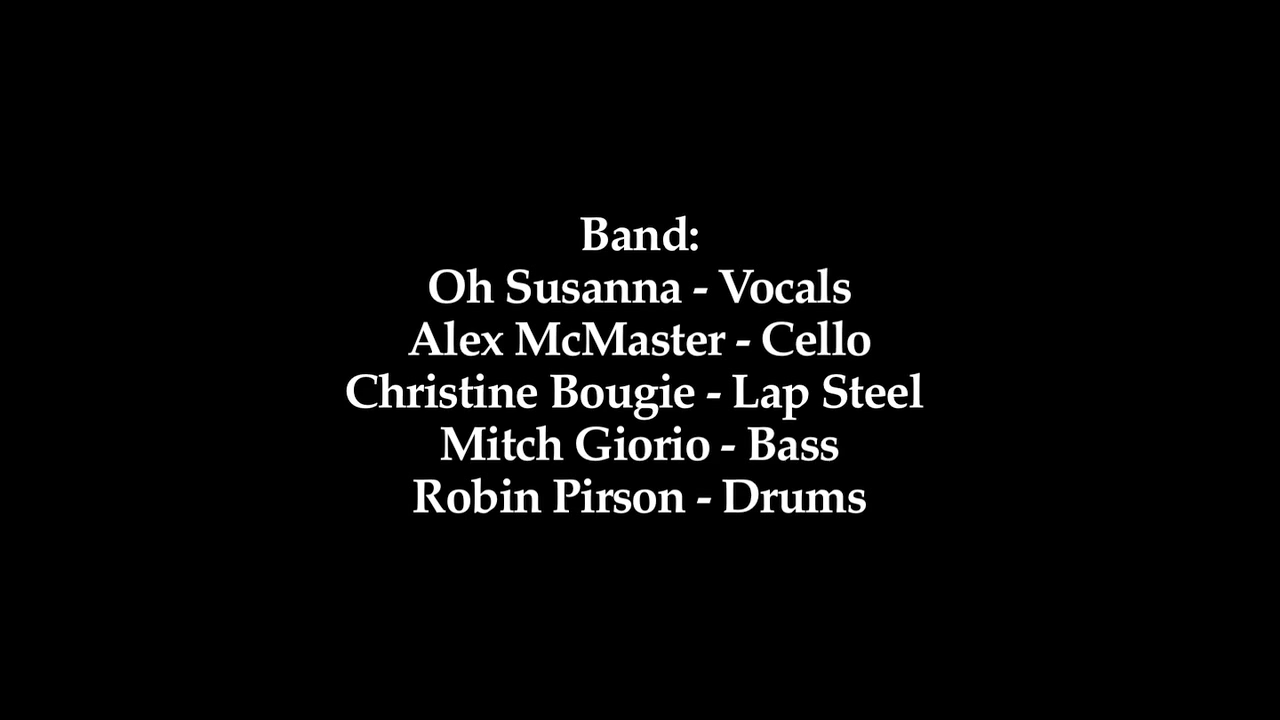 Band:
Oh Susanna - Vocals
Alex McMaster - Cello
Christine Bougie - Lap Steel
Mitch Giorio - Bass
Robin Pirson - Drums